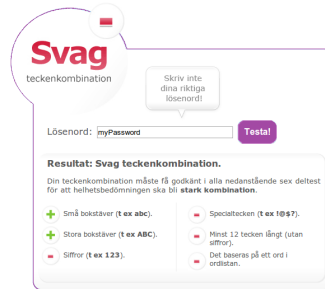 Svag
teckenkombination
Skriv inte
dina riktiga
lösenord!
Lösenord: myPassword Testa!
Resultat: Svag teckenkombination.
Din teckenkombination måste få godkänt i alla nedanstående sex deltest
för att helhetsbedömningen ska bli stark kombination.
Små bokstäver (t ex abc).
Stora bokstäver (t ex ABC).
Siffror (t ex 123).
Specialtecken (t ex !@$?).
Minst 12 tecken långt (utan
siffror).
Det baseras på ett ord i
ordlistan.